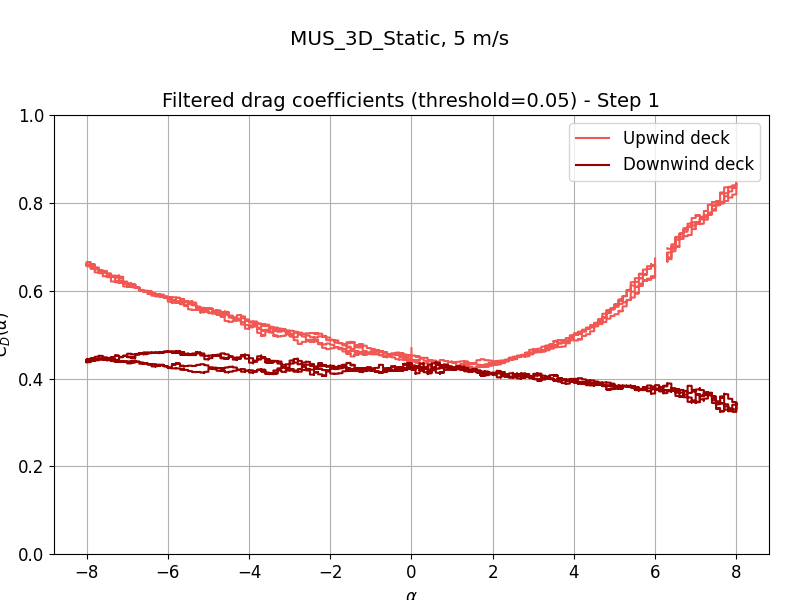 MUS_3D_Static, 5 m/s
Filtered drag coefficients (threshold=0.05) - Step 1
1.0
0.8
0.6
0.4
0.2
0.0
Upwind deck
Downwind deck
C_D(α)
−8
−6
−4
−2
0
2
4
6
8
α